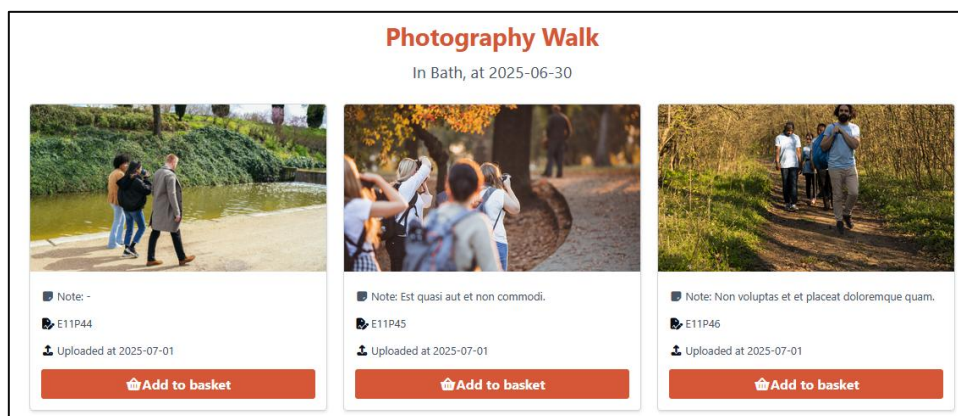 Photography Walk
In Bath, at 2025-06-30
Note: -
E11P44
Uploaded at 2025-07-01
Add to basket
Note: Est quasi aut et non commodi.
E11P45
Uploaded at 2025-07-01
Add to basket
Note: Non voluptas et et placeat doloremque quam.
E11P46
Uploaded at 2025-07-01
Add to basket